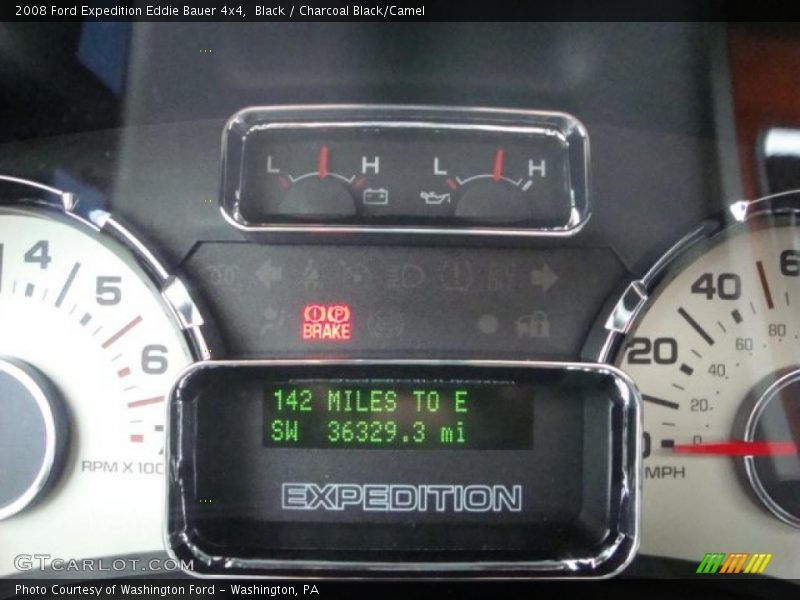 2008 Ford Expedition Eddie Bauer 4x4,  Black / Charcoal Black/Camel
L H L H
4 5 6 7
RPM X 100
BRAKE
20 40 6
0 20 40 60 80
MPH
142 MILES TO E
SW 36329.3 mi
EXPEDITION
GTCARLOT.COM
Photo Courtesy of Washington Ford - Washington, PA